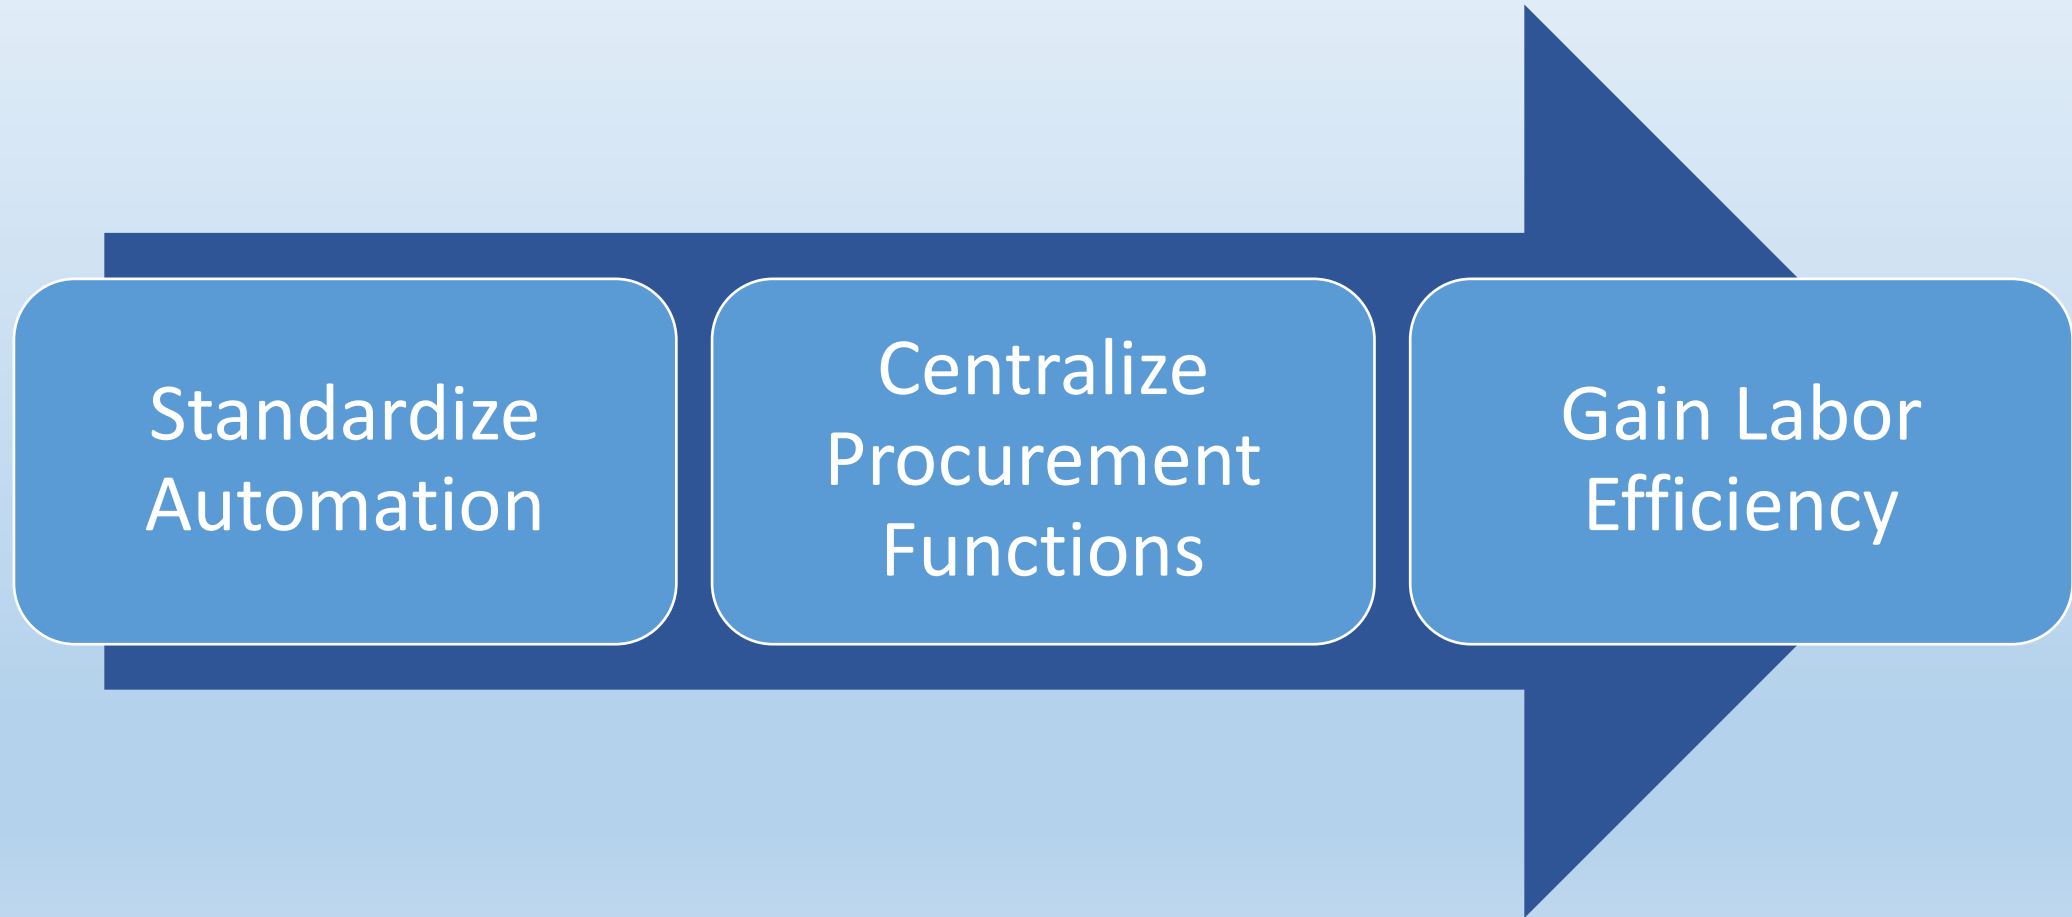 Standardize
Automation
Centralize
Procurement
Functions
Gain Labor
Efficiency